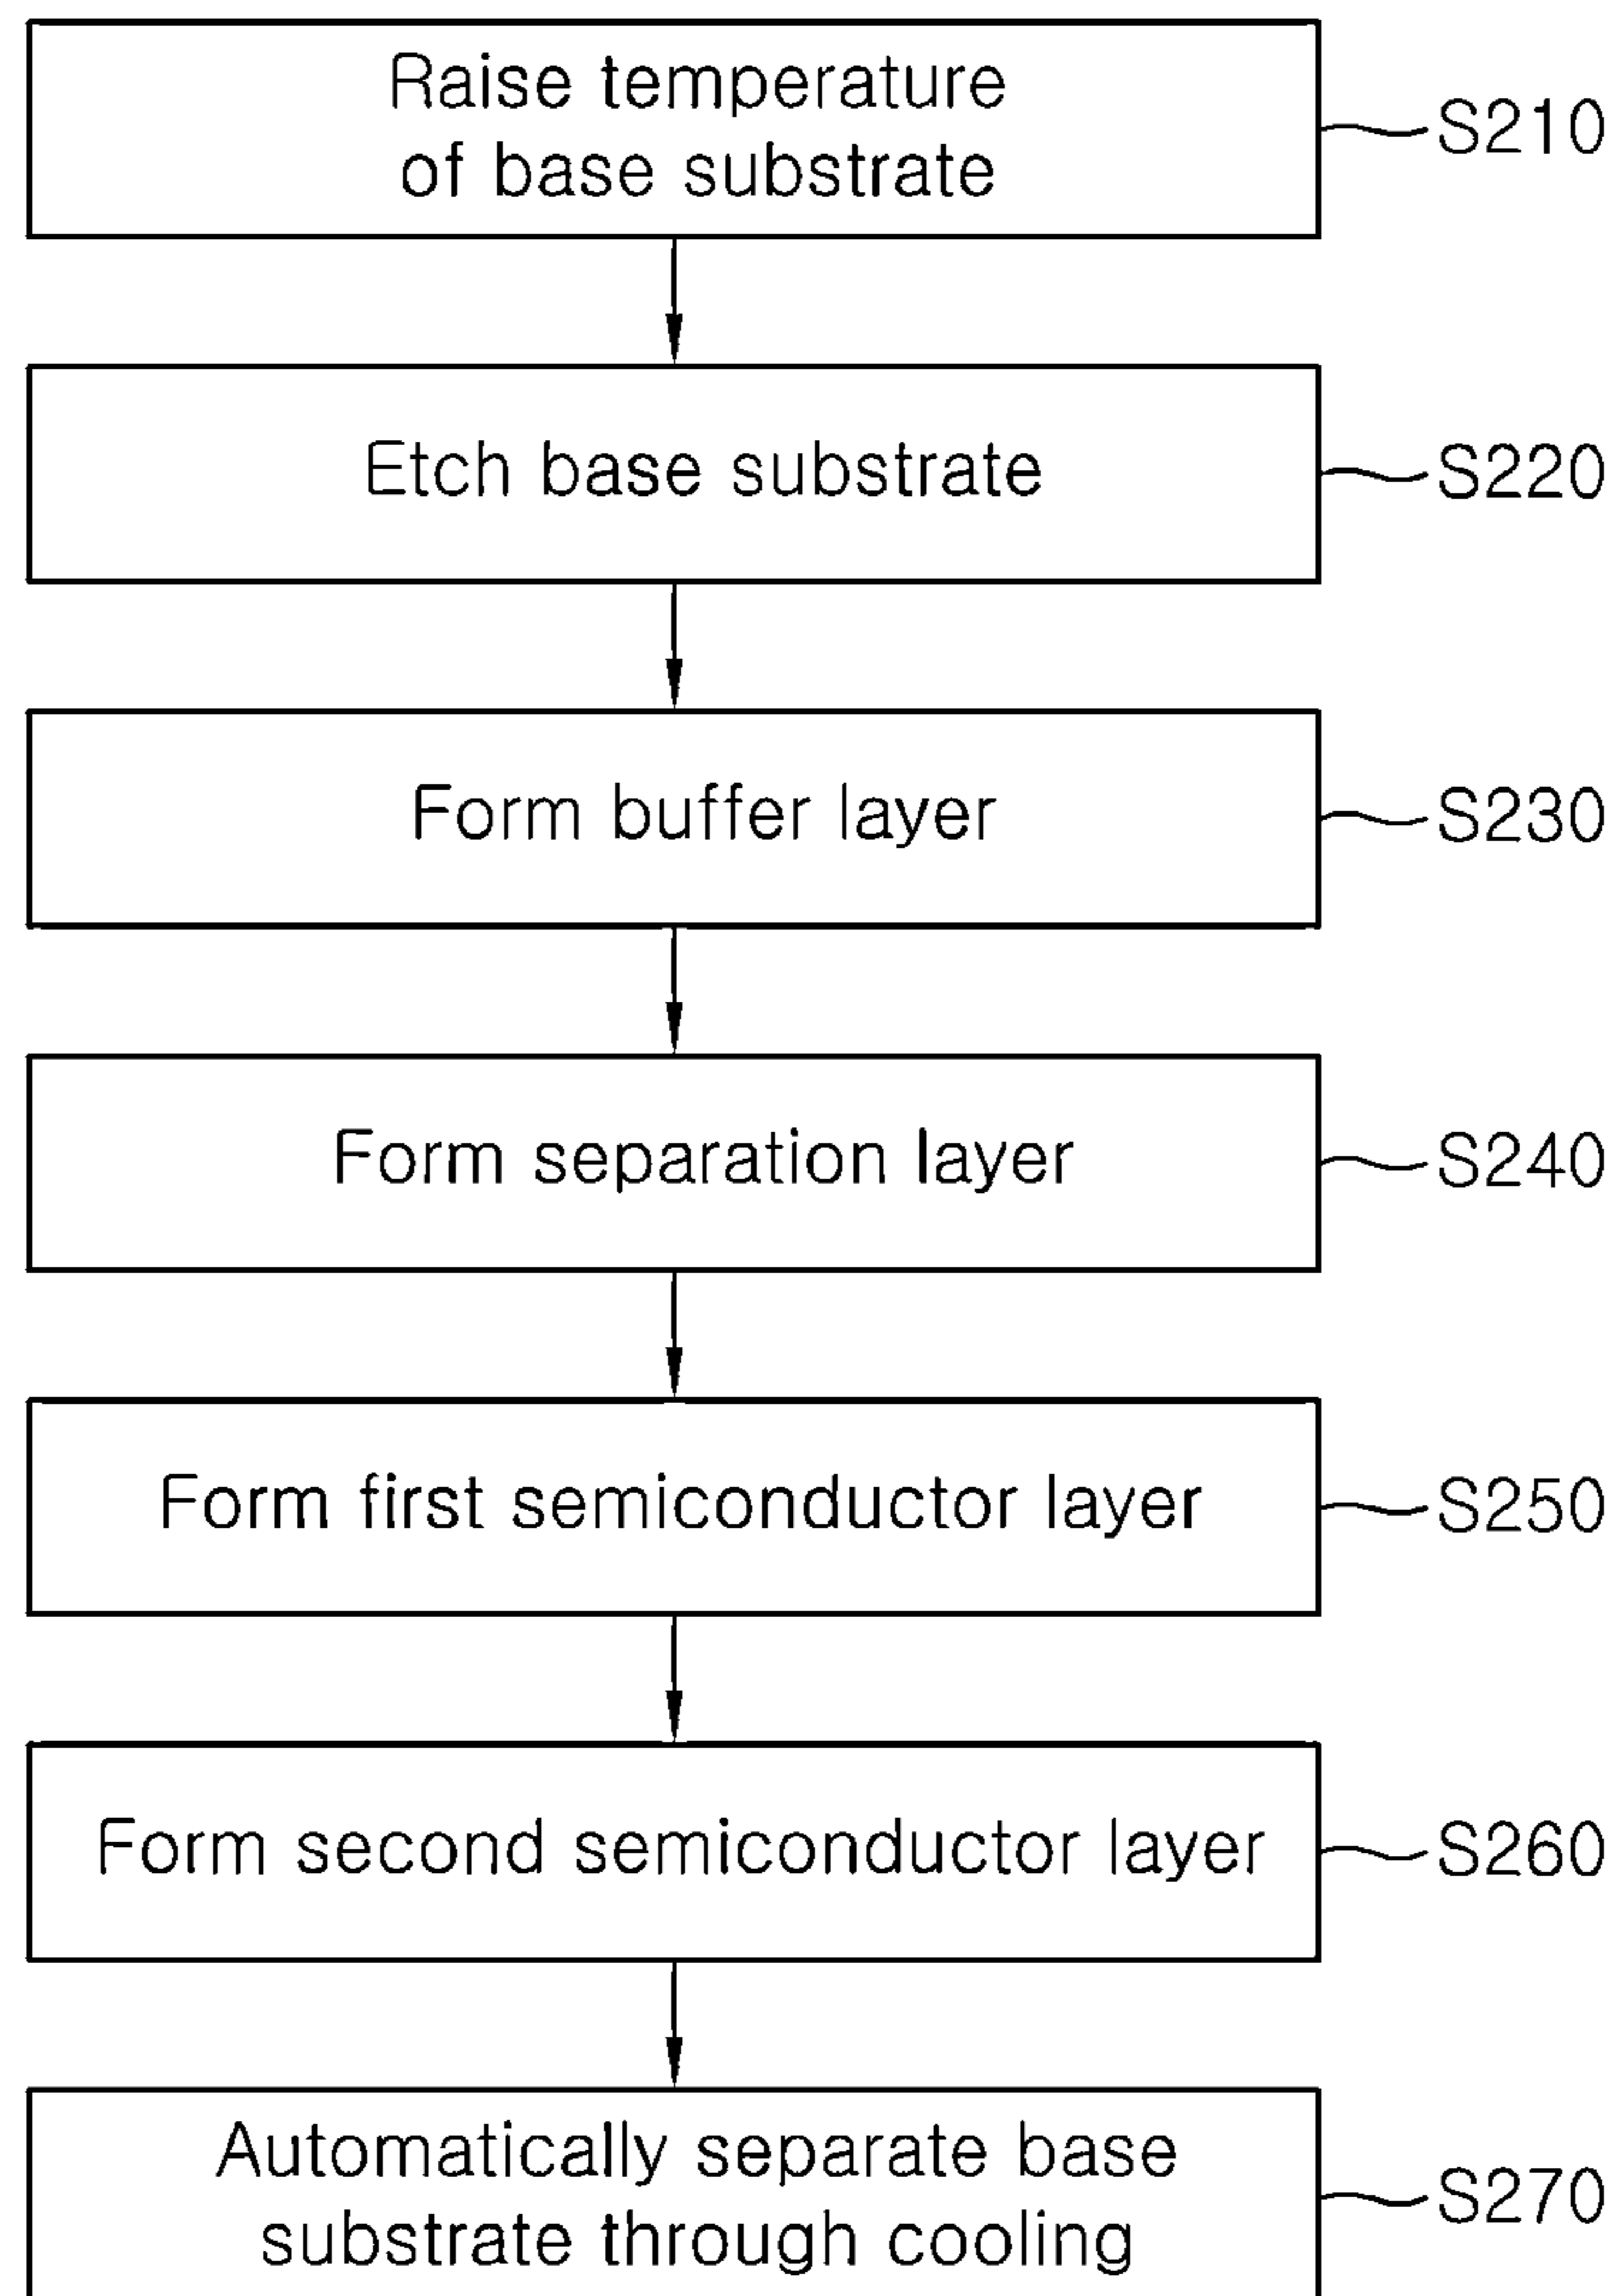 Raise temperature
of base substrate
S210
Etch base substrate
S220
Form buffer layer
S230
Form separation layer
S240
Form first semiconductor layer
S250
Form second semiconductor layer
S260
Automatically separate base
substrate through cooling
S270